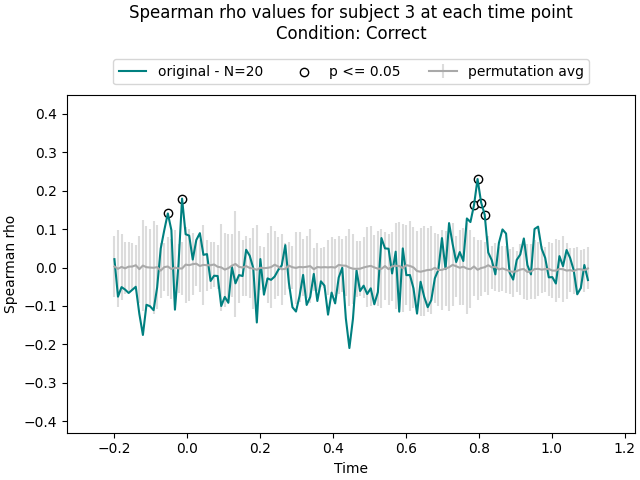 Spearman rho values for subject 3 at each time point
Condition: Correct
original - N=20
p <= 0.05
permutation avg
Spearman rho
0.4
0.3
0.2
0.1
0.0
−0.1
−0.2
−0.3
−0.4
−0.2
0.0
0.2
0.4
0.6
0.8
1.0
1.2
Time